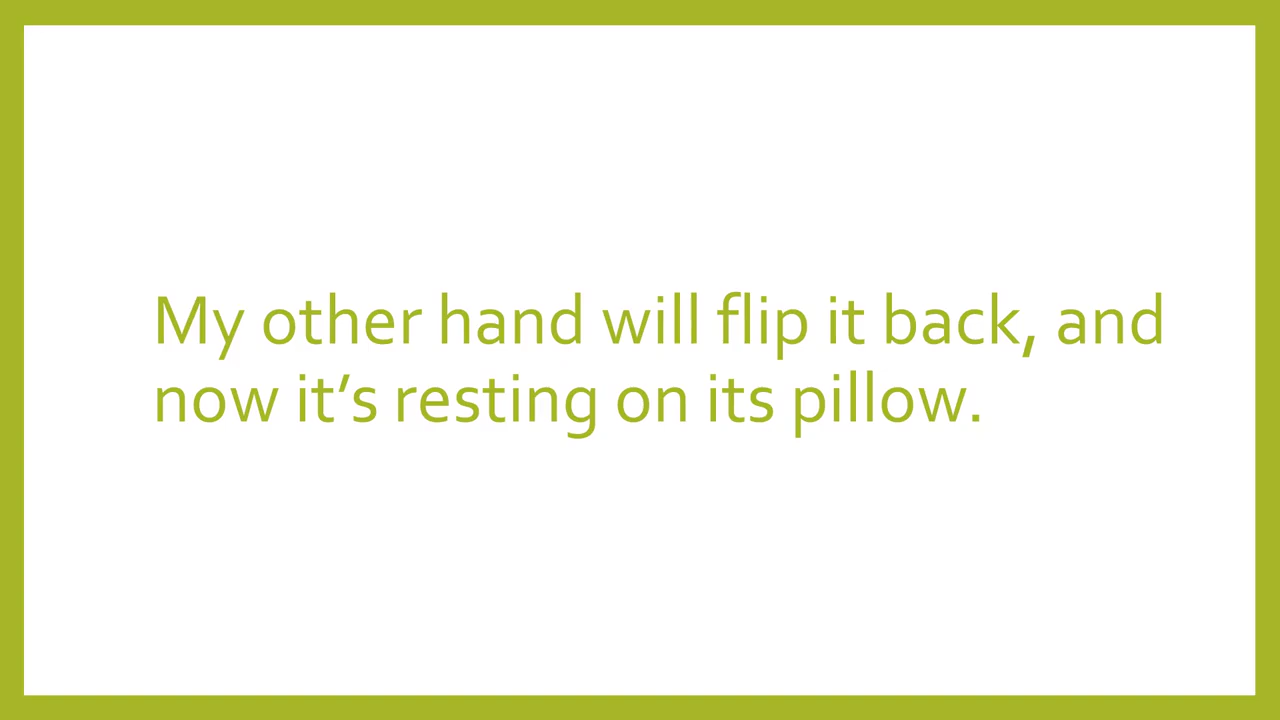 My other hand will flip it back, and
now it’s resting on its pillow.